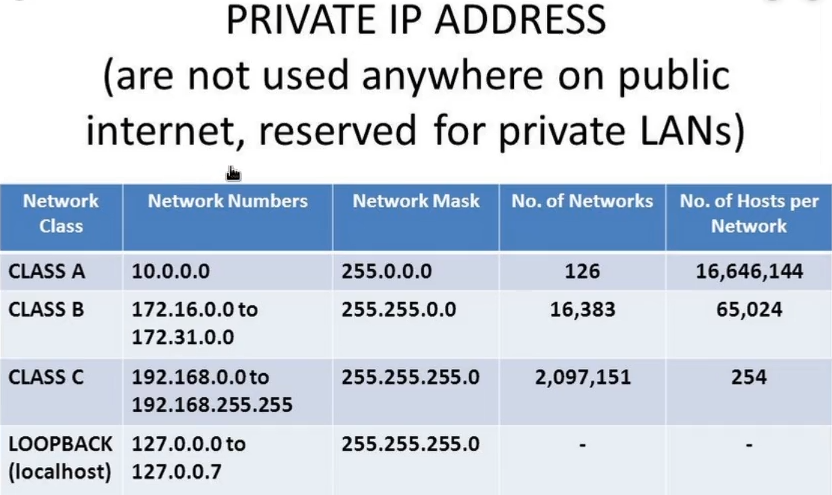 PRIVATE IP ADDRESS
(are not used anywhere on public
internet, reserved for private LANs)
Network Class | Network Numbers | Network Mask | No. of Networks | No. of Hosts per Network
CLASS A | 10.0.0.0 | 255.0.0.0 | 126 | 16,646,144
CLASS B | 172.16.0.0 to 172.31.0.0 | 255.255.0.0 | 16,383 | 65,024
CLASS C | 192.168.0.0 to 192.168.255.255 | 255.255.255.0 | 2,097,151 | 254
LOOPBACK (localhost) | 127.0.0.0 to 127.0.0.7 | 255.255.255.0 | - | -